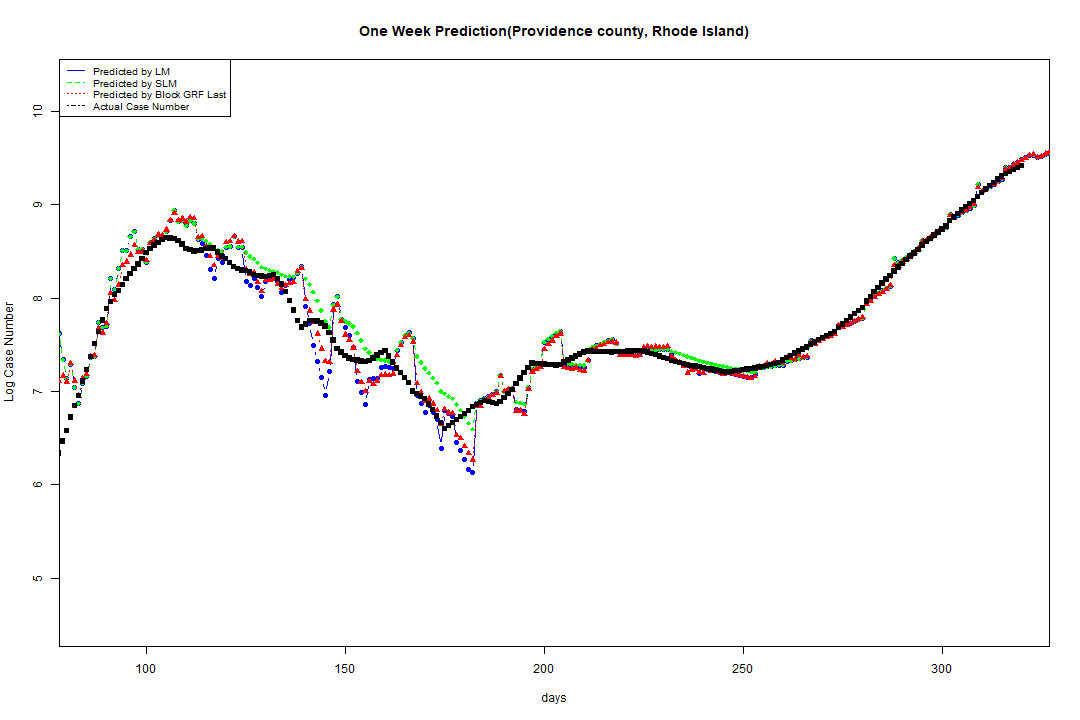 One Week Prediction(Providence county, Rhode Island)
Predicted by LM
Predicted by SLM
Predicted by Block GRF Last
Actual Case Number
Log Case Number
10
9
8
7
6
5
100 150 200 250 300
days